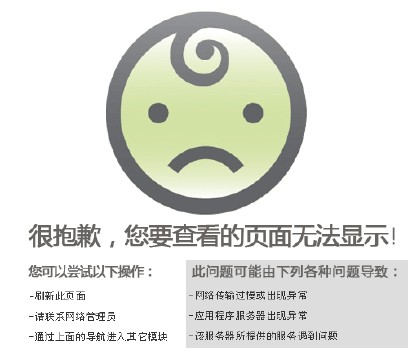 很抱歉，您要查看的页面无法显示!
您可以尝试以下操作：
-刷新此页面
-请联系网络管理员
-通过上面的导航进入其它模块
此问题可能由下列各种问题导致：
-网络传输过慢或出现异常
-应用程序服务器出现异常
-该服务器所提供的服务遇到问题